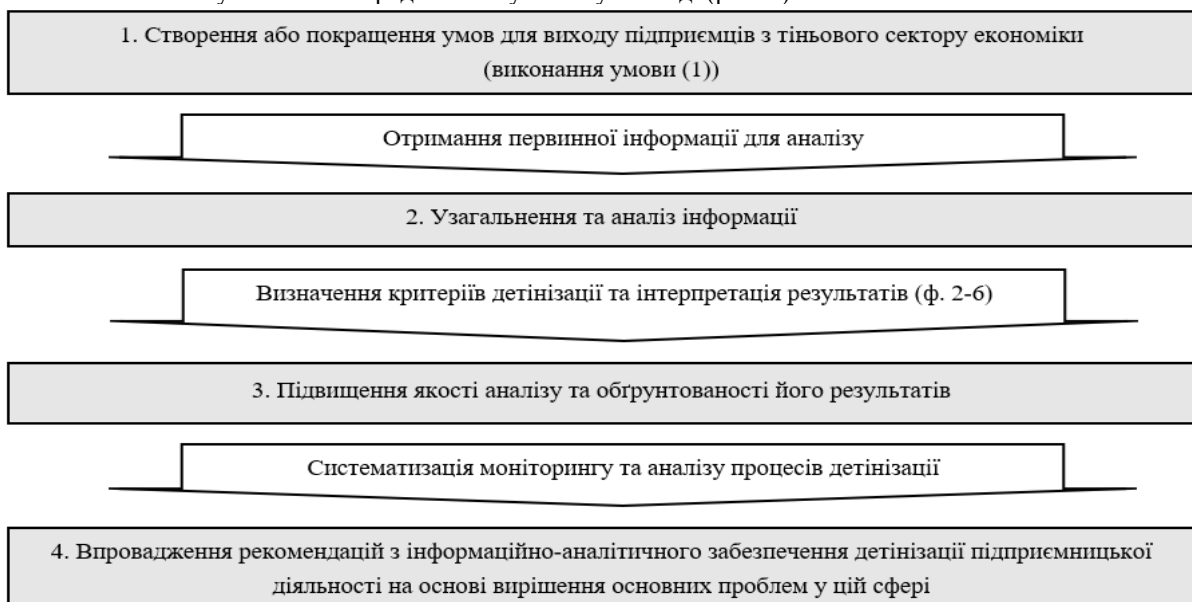 1. Створення або покращення умов для виходу підприємців з тіньового сектору економіки
(виконання умови (1))
Отримання первинної інформації для аналізу
2. Узагальнення та аналіз інформації
Визначення критеріїв детінізації та інтерпретація результатів (ф. 2-6)
3. Підвищення якості аналізу та обґрунтованості його результатів
Систематизація моніторингу та аналізу процесів детінізації
4. Впровадження рекомендацій з інформаційно-аналітичного забезпечення детінізації підприємницької
діяльності на основі вирішення основних проблем у цій сфері